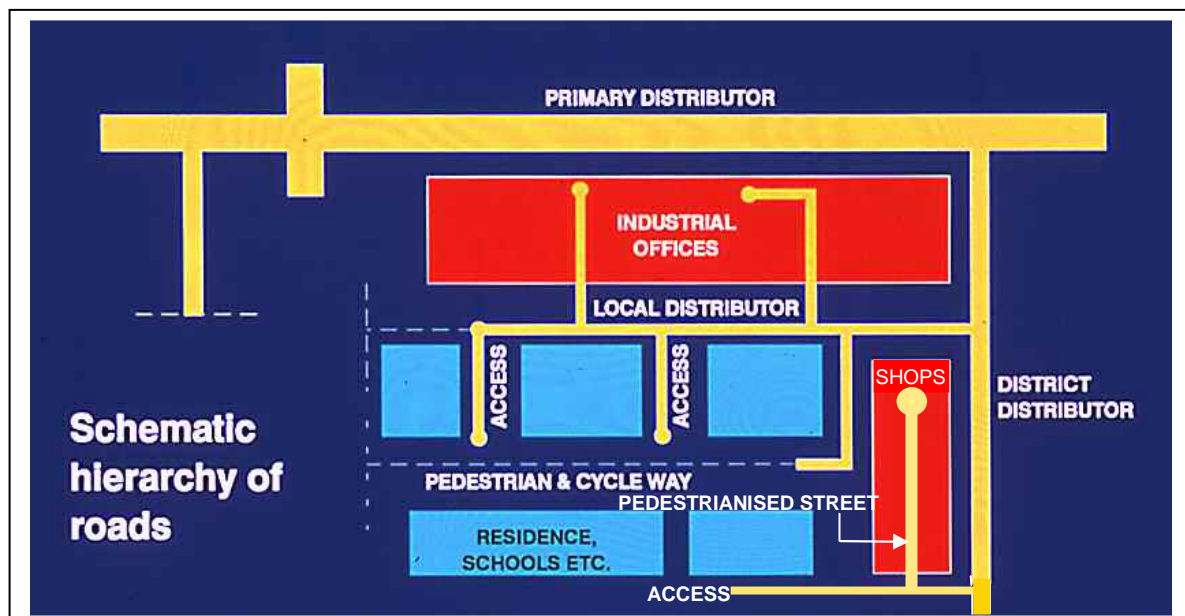 PRIMARY DISTRIBUTOR
INDUSTRIAL
OFFICES
LOCAL DISTRIBUTOR
ACCESS
ACCESS
SHOPS
DISTRICT
DISTRIBUTOR
Schematic
hierarchy of
roads
PEDESTRIAN & CYCLE WAY
PEDESTRIANISED STREET
RESIDENCE,
SCHOOLS ETC.
ACCESS